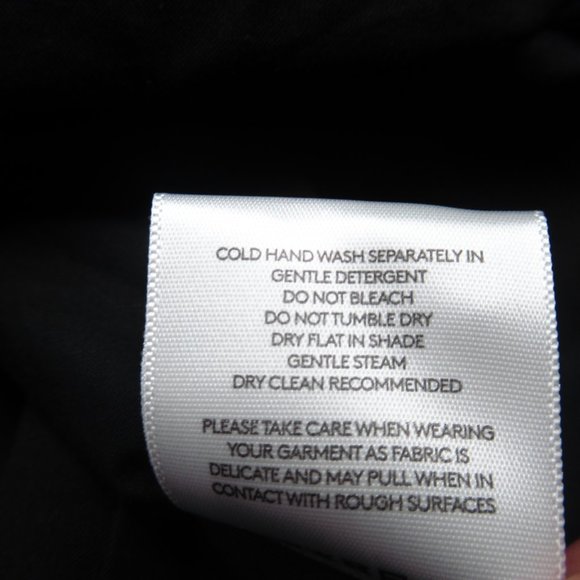 COLD HAND WASH SEPARATELY IN
GENTLE DETERGENT
DO NOT BLEACH
DO NOT TUMBLE DRY
DRY FLAT IN SHADE
GENTLE STEAM
DRY CLEAN RECOMMENDED
PLEASE TAKE CARE WHEN WEARING
YOUR GARMENT AS FABRIC IS
DELICATE AND MAY PULL WHEN IN
CONTACT WITH ROUGH SURFACES